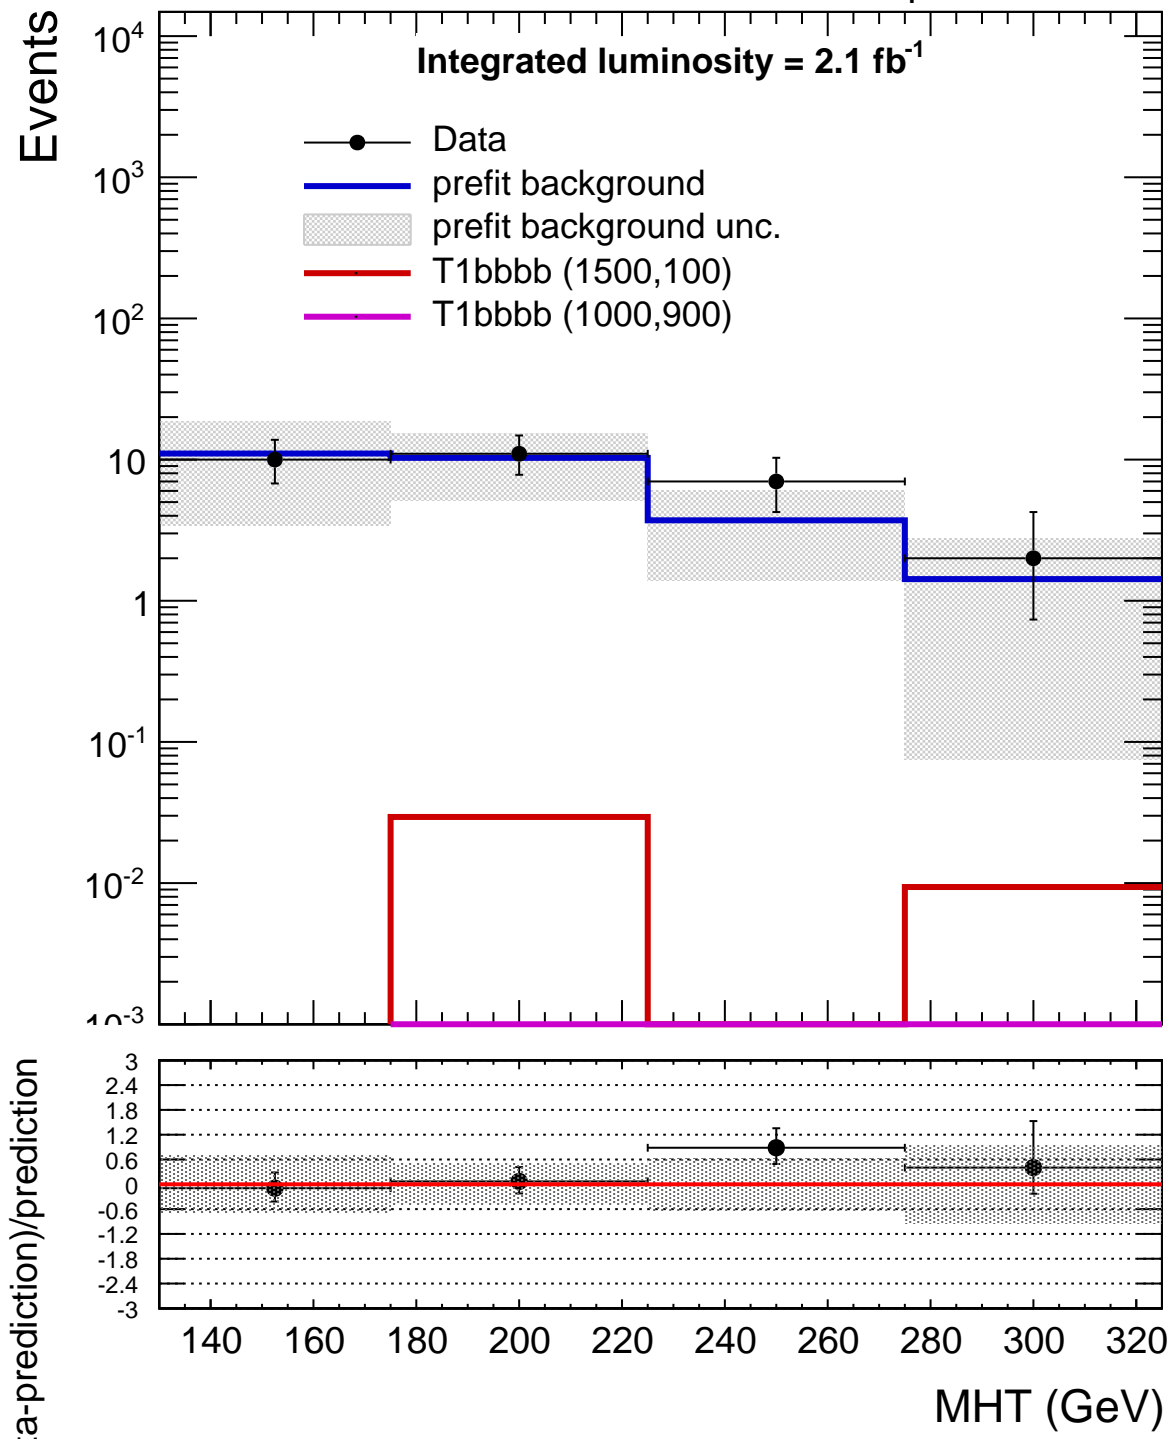 Events
10^4
10^3
10^2
10
1
10^-1
10^-2
10^-3
Integrated luminosity = 2.1 fb^-1
Data
prefit background
prefit background unc.
T1bbbb (1500,100)
T1bbbb (1000,900)
ta-prediction)/prediction
3
2.4
1.8
1.2
0.6
0
-0.6
-1.2
-1.8
-2.4
-3
140 160 180 200 220 240 260 280 300 320
MHT (GeV)